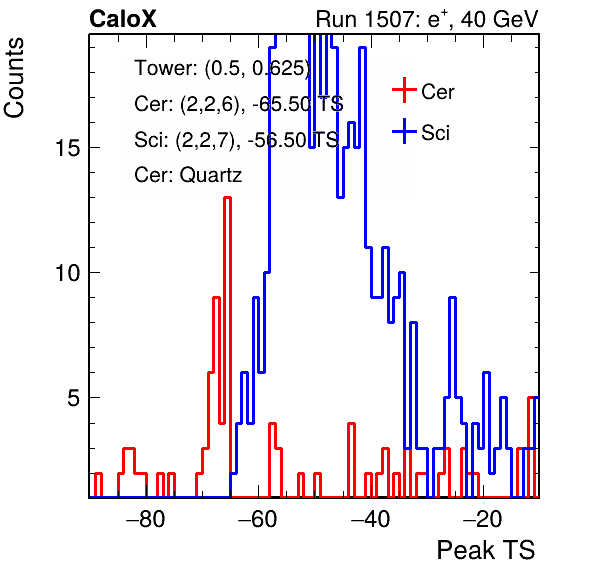 CaloX Run 1507: e⁺, 40 GeV
Counts
Tower: (0.5, 0.625)
Cer: (2,2,6), -65.50 TS
Sci: (2,2,7), -56.50 TS
Cer: Quartz
Cer
Sci
15
10
5
−80 −60 −40 −20
Peak TS